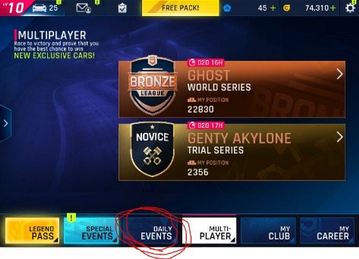 10
25
FREE PACK!
45 +
74,310 +
MULTIPLAYER
Race to victory and prove that you
have the best chance to win
NEW EXCLUSIVE CARS!
BRONZE
LEAGUE
02D 16H
GHOST
WORLD SERIES
MY POSITION
22830
NOVICE
02D 17H
GENTY AKYLONE
TRIAL SERIES
MY POSITION
2356
LEGEND
PASS
!
SPECIAL
EVENTS
DAILY
EVENTS
MULTI-
PLAYER
MY
CLUB
MY
CAREER